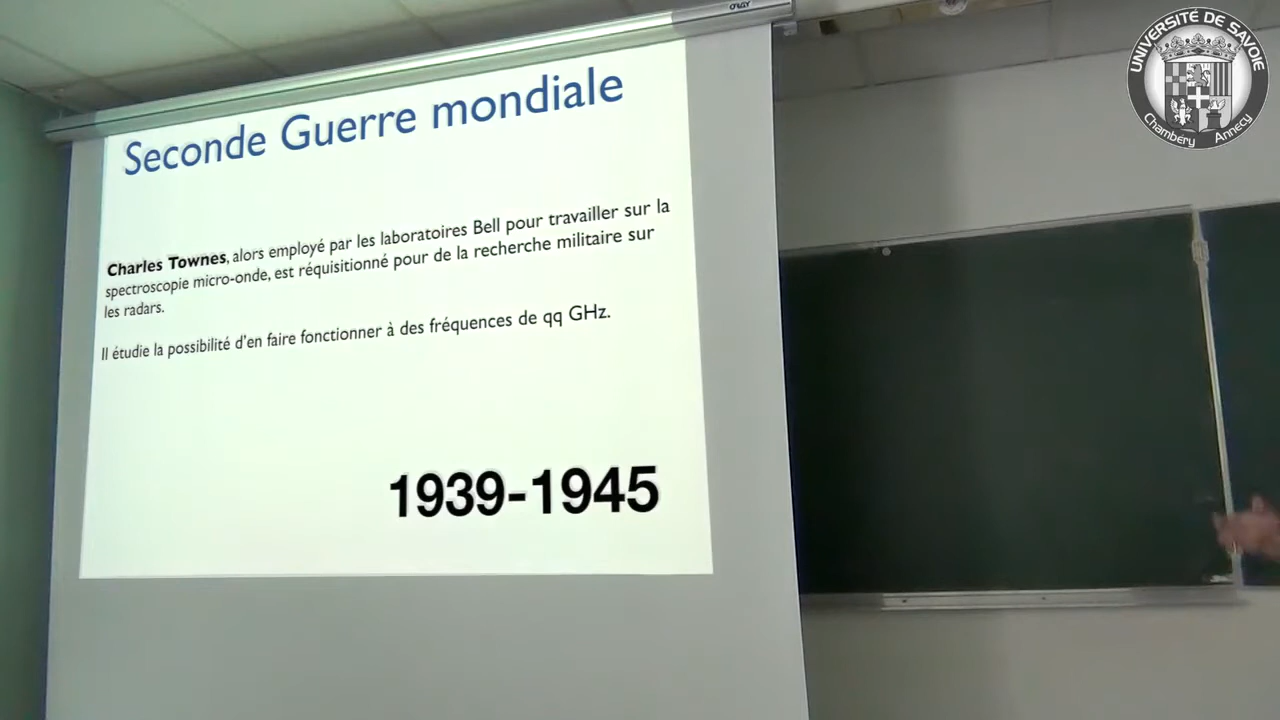 Seconde Guerre mondiale
Charles Townes, alors employé par les laboratoires Bell pour travailler sur la
spectroscopie micro-onde, est réquisitionné pour de la recherche militaire sur
les radars.
Il étudie la possibilité d'en faire fonctionner à des fréquences de qq GHz.
1939-1945
ORAY
UNIVERSITÉ DE SAVOIE
Chambéry Annecy